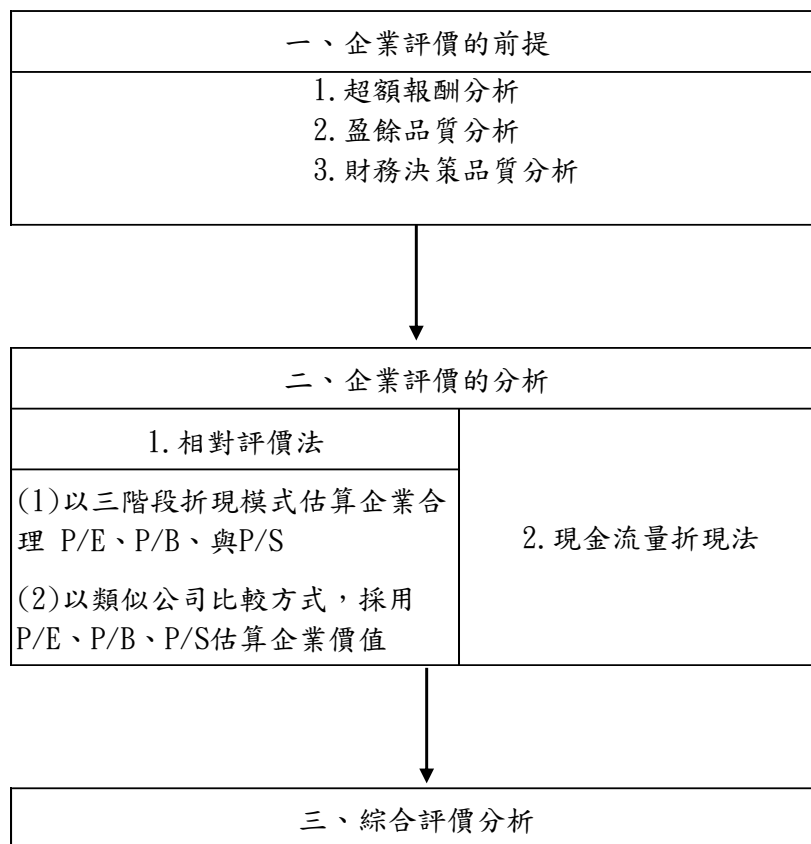 一、企業評價的前提
1.超額報酬分析
2.盈餘品質分析
3.財務決策品質分析
二、企業評價的分析
1.相對評價法
(1)以三階段折現模式估算企業合
理 P/E、P/B、與P/S
(2)以類似公司比較方式，採用
P/E、P/B、P/S估算企業價值
2.現金流量折現法
三、綜合評價分析